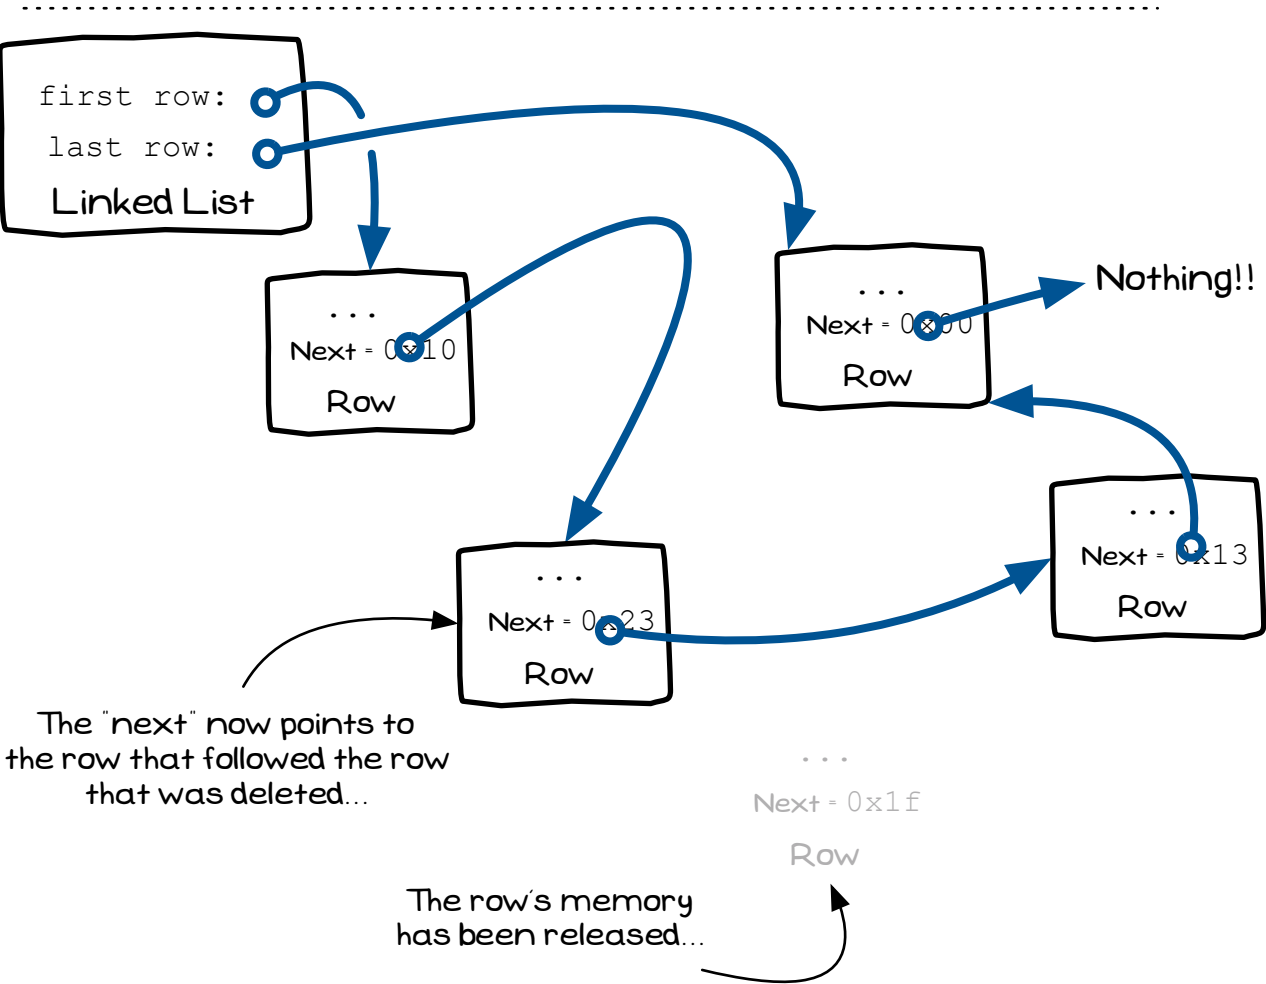 first row:
last row:
Linked List
...
Next = 0x10
Row
...
Next = 0x00
Row
Nothing!!
...
Next = 0x13
Row
...
Next = 0x23
Row
The "next" now points to
the row that followed the row
that was deleted...
...
Next = 0x1f
Row
The row's memory
has been released...